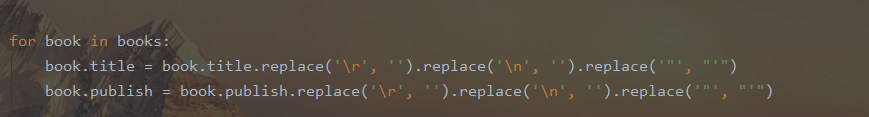 for book in books:
    book.title = book.title.replace('\r', '').replace('\n', '').replace('"', "'")
    book.publish = book.publish.replace('\r', '').replace('\n', '').replace('"', "'")